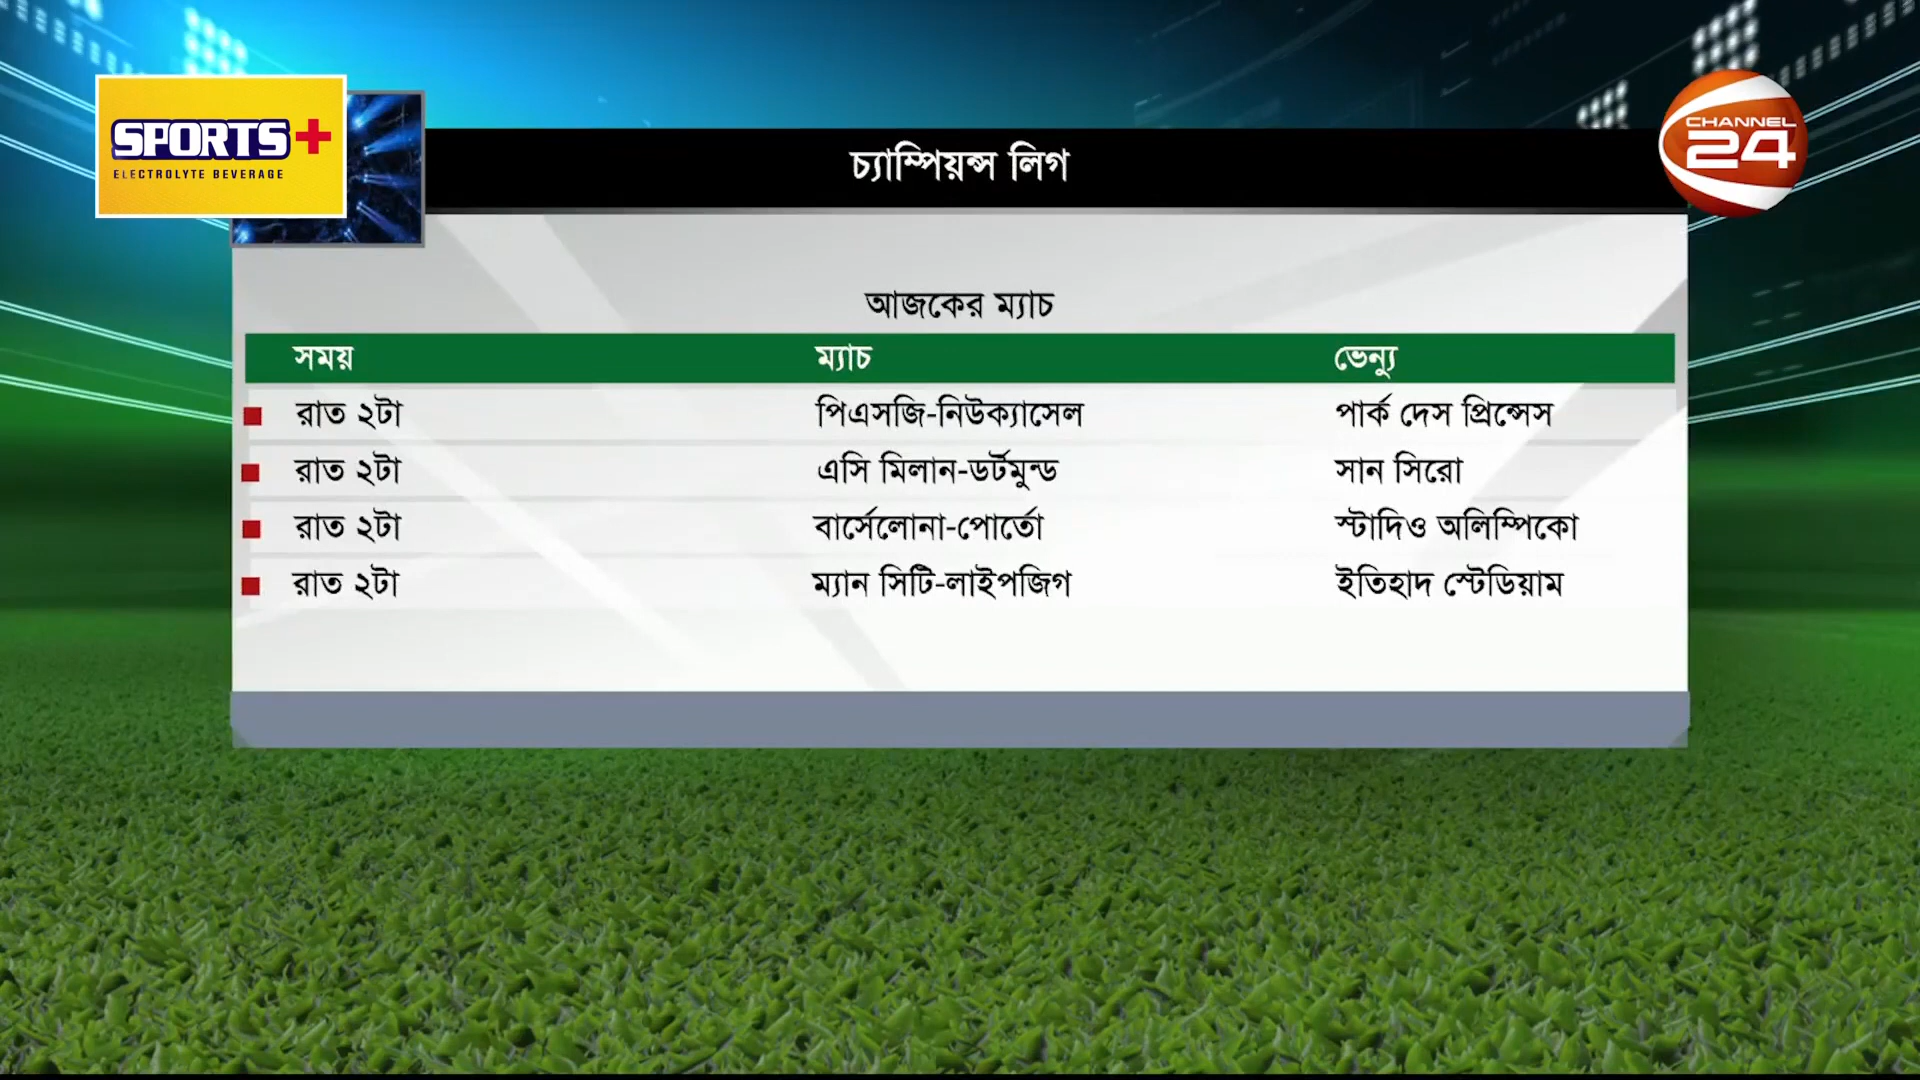 SPORTS+
ELECTROLYTE BEVERAGE
CHANNEL
24
চ্যাম্পিয়ন্স লিগ
আজকের ম্যাচ
সময় ম্যাচ ভেন্যু
রাত ২টা পিএসজি-নিউক্যাসেল পার্ক দেস প্রিন্সেস
রাত ২টা এসি মিলান-ডর্টমুন্ড সান সিরো
রাত ২টা বার্সেলোনা-পোর্তো স্টাদিও অলিম্পিকো
রাত ২টা ম্যান সিটি-লাইপজিগ ইতিহাদ স্টেডিয়াম